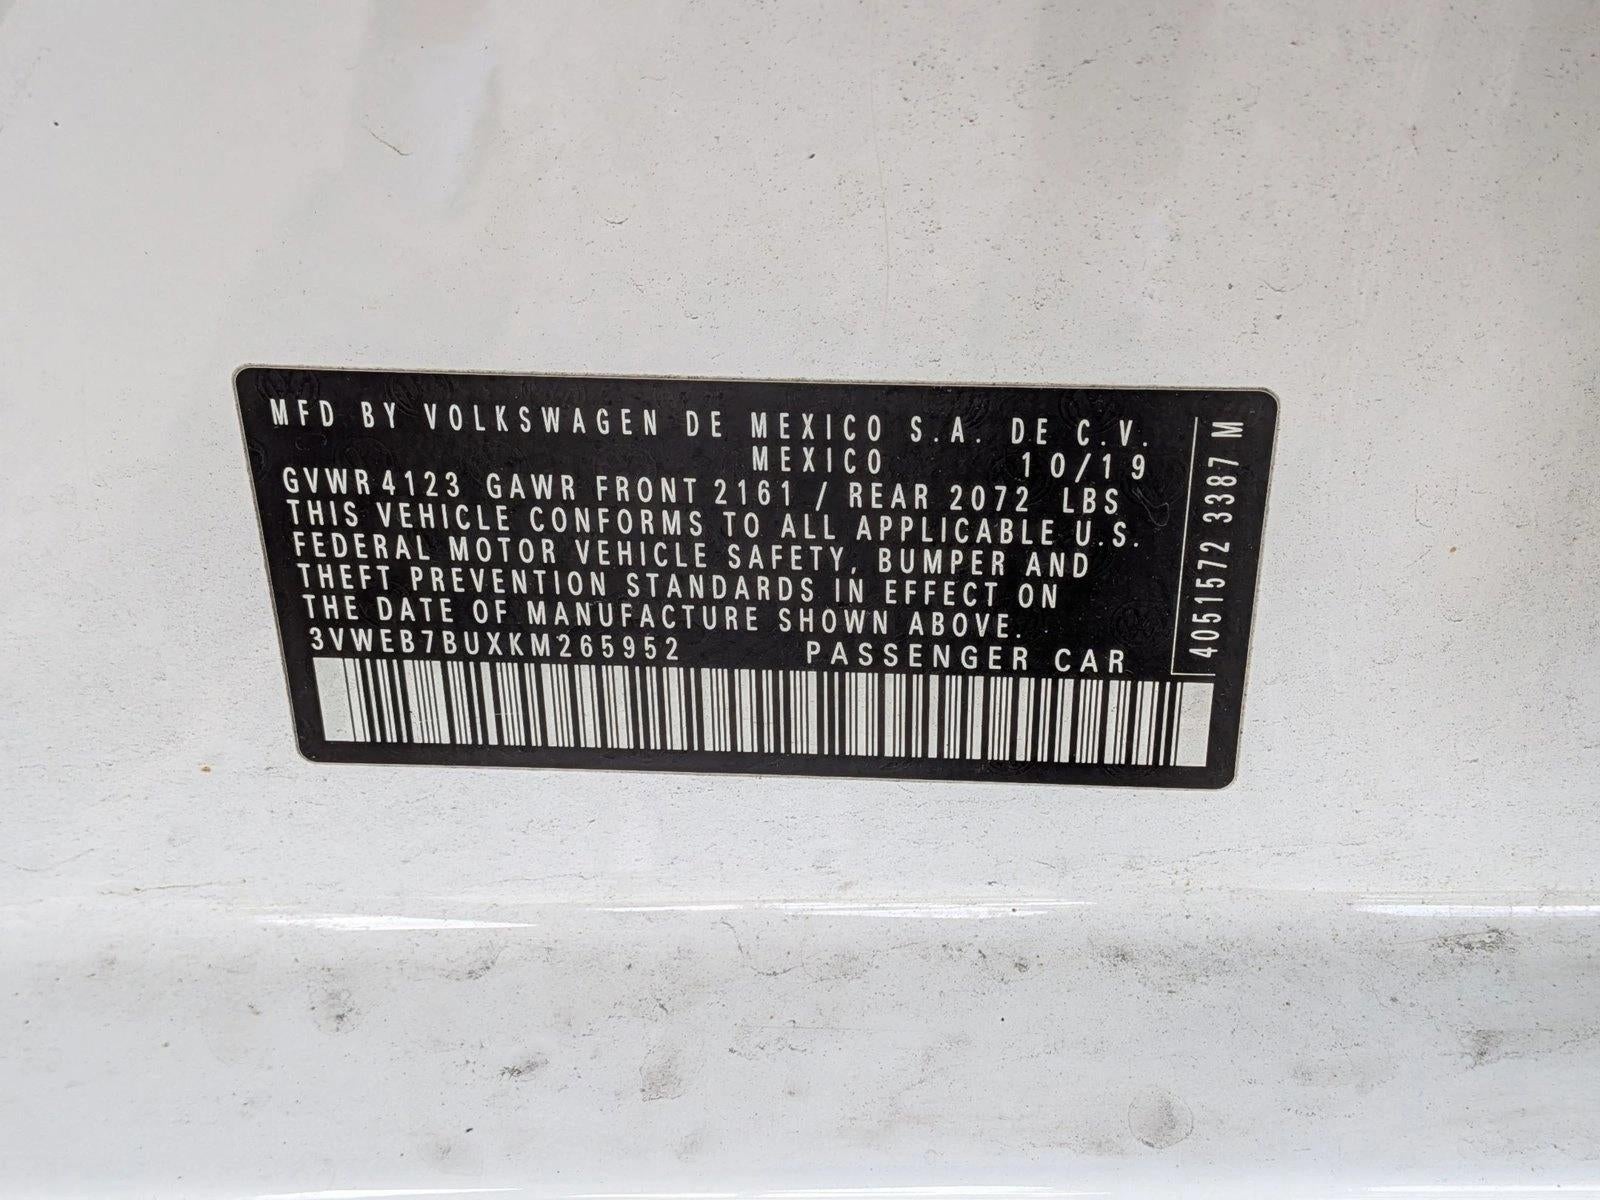 MFD BY VOLKSWAGEN DE MEXICO S.A. DE C.V.
MEXICO 10/19
GVWR 4123 GAWR FRONT 2161 / REAR 2072 LBS
THIS VEHICLE CONFORMS TO ALL APPLICABLE U.S.
FEDERAL MOTOR VEHICLE SAFETY, BUMPER AND
THEFT PREVENTION STANDARDS IN EFFECT ON
THE DATE OF MANUFACTURE SHOWN ABOVE.
3VWEB7BUXKM265952 PASSENGER CAR
4051572 3387 M